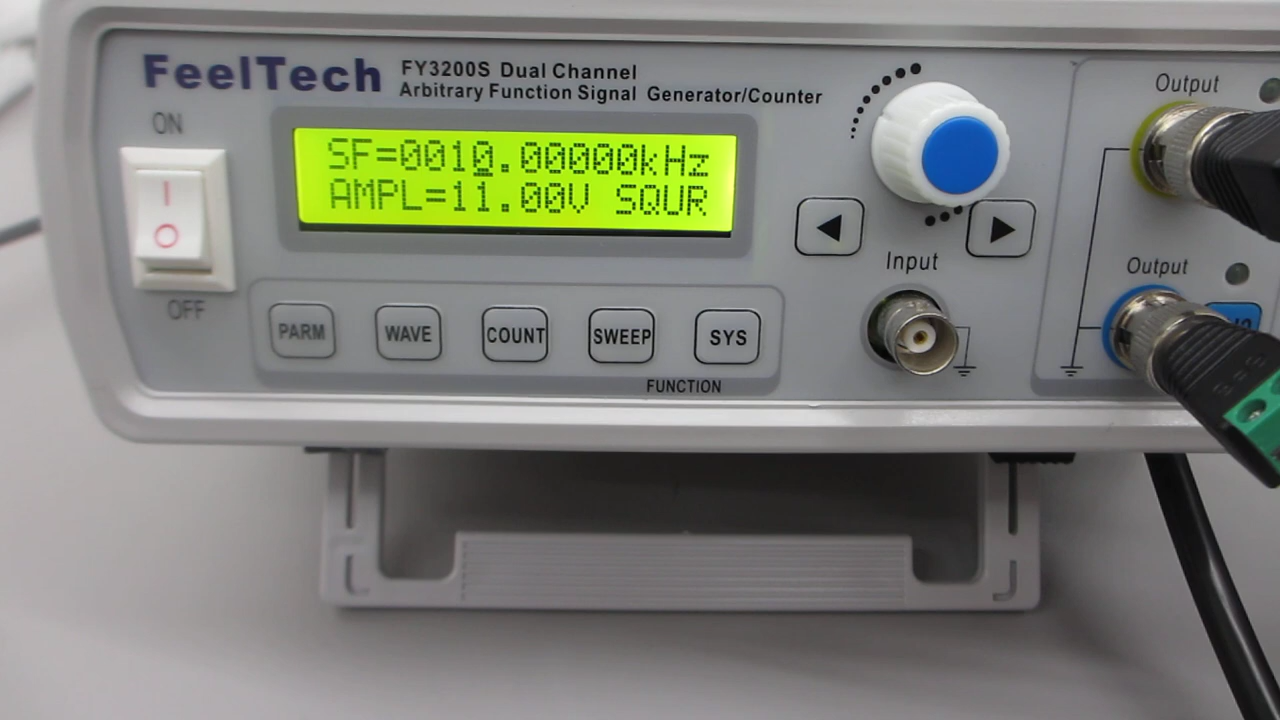 FeelTech
FY3200S Dual Channel
Arbitrary Function Signal Generator/Counter
ON
SF=0010.00000kHz
AMPL=11.00V SQUR
I
O
OFF
PARM
WAVE
COUNT
SWEEP
SYS
FUNCTION
Input
Output
Output